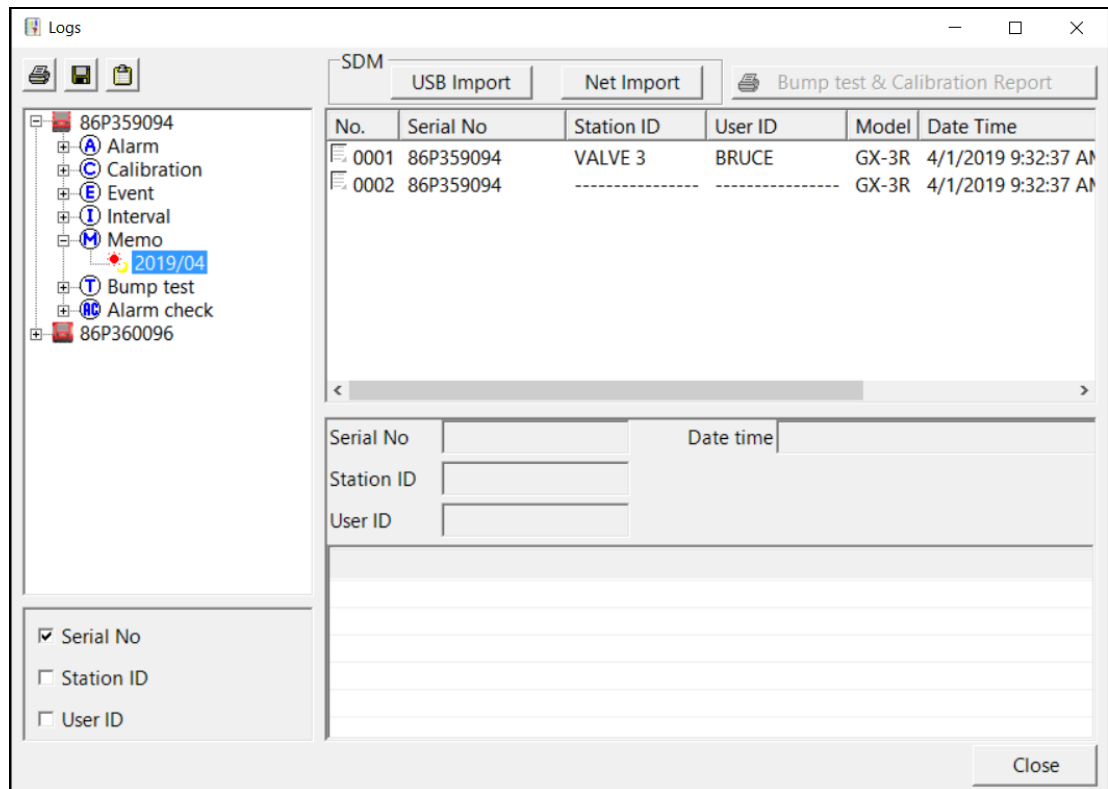 Logs
SDM
USB Import Net Import Bump test & Calibration Report
86P359094
A Alarm
C Calibration
E Event
I Interval
M Memo
2019/04
T Bump test
AC Alarm check
86P360096
No. Serial No Station ID User ID Model Date Time
0001 86P359094 VALVE 3 BRUCE GX-3R 4/1/2019 9:32:37 AM
0002 86P359094 ---------------- ---------------- GX-3R 4/1/2019 9:32:37 AM
Serial No Date time
Station ID
User ID
Serial No
Station ID
User ID
Close